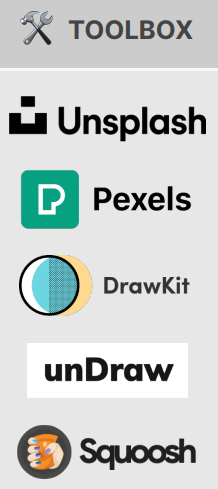 TOOLBOX
Unsplash
Pexels
DrawKit
unDraw
Squoosh